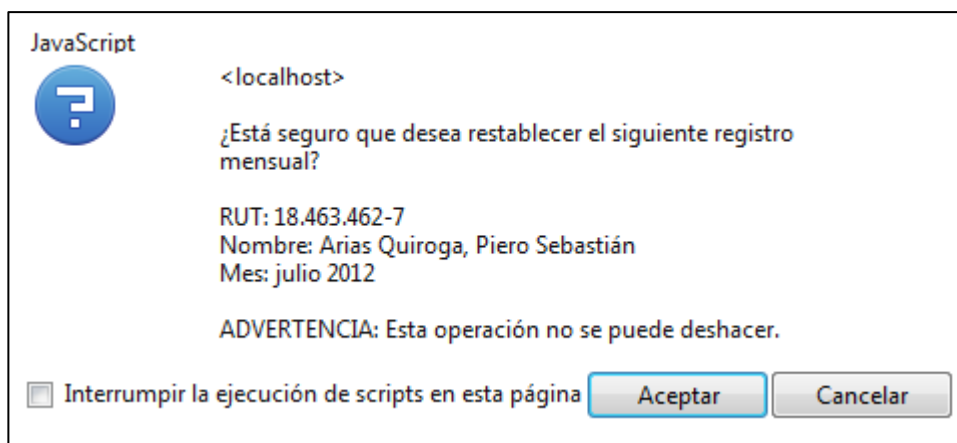 JavaScript
<localhost>
¿Está seguro que desea restablecer el siguiente registro
mensual?
RUT: 18.463.462-7
Nombre: Arias Quiroga, Piero Sebastián
Mes: julio 2012
ADVERTENCIA: Esta operación no se puede deshacer.
Interrumpir la ejecución de scripts en esta página
Aceptar
Cancelar